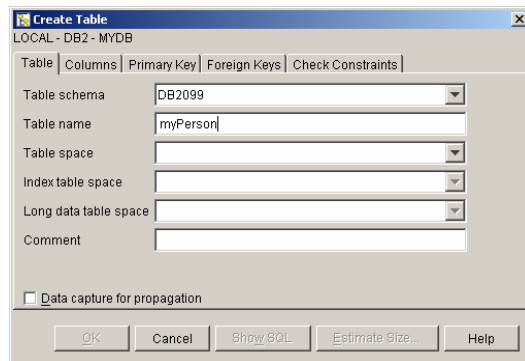 Create Table
LOCAL - DB2 - MYDB
Table Columns Primary Key Foreign Keys Check Constraints
Table schema DB2099
Table name myPerson
Table space
Index table space
Long data table space
Comment
Data capture for propagation
OK Cancel Show SQL Estimate Size... Help